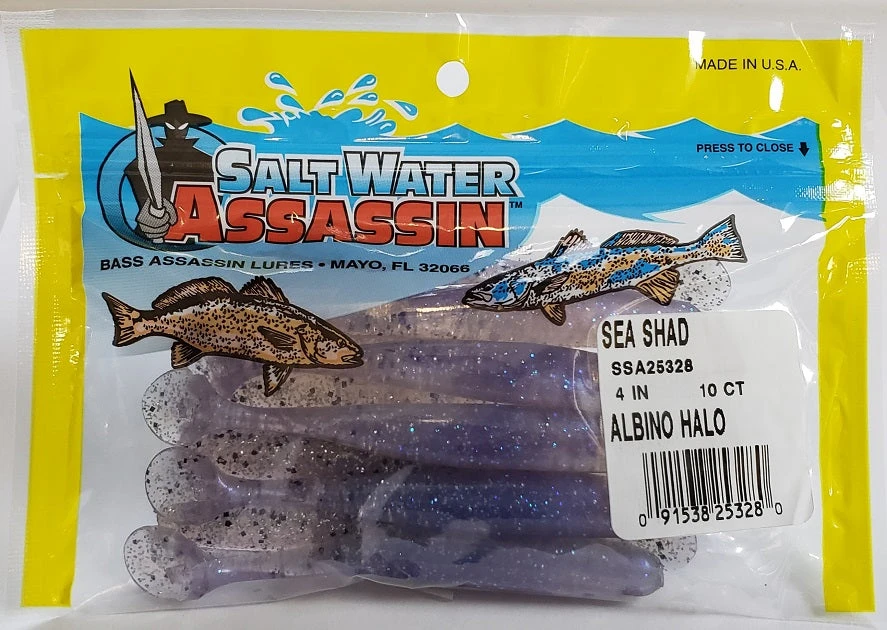 MADE IN U.S.A.
PRESS TO CLOSE
SALT WATER
ASSASSIN™
BASS ASSASSIN LURES • MAYO, FL 32066
SEA SHAD
SSA25328
4 IN 10 CT
ALBINO HALO
0 91538 25328 0